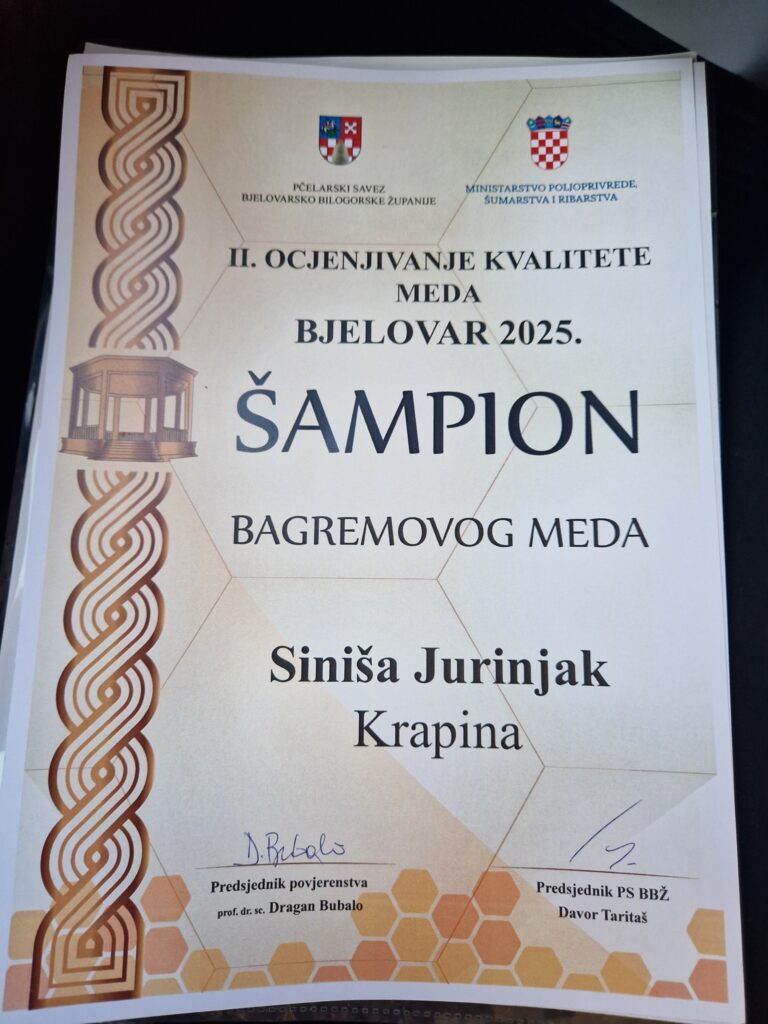 PČELARSKI SAVEZ
BJELOVARSKO BILOGORSKE ŽUPANIJE
MINISTARSTVO POLJOPRIVREDE,
ŠUMARSTVA I RIBARSTVA
II. OCJENJIVANJE KVALITETE
MEDA
BJELOVAR 2025.
ŠAMPION
BAGREMOVOG MEDA
Siniša Jurinjak
Krapina
D. Bubalo
Predsjednik povjerenstva
prof. dr. sc. Dragan Bubalo
Predsjednik PS BBŽ
Davor Taritaš